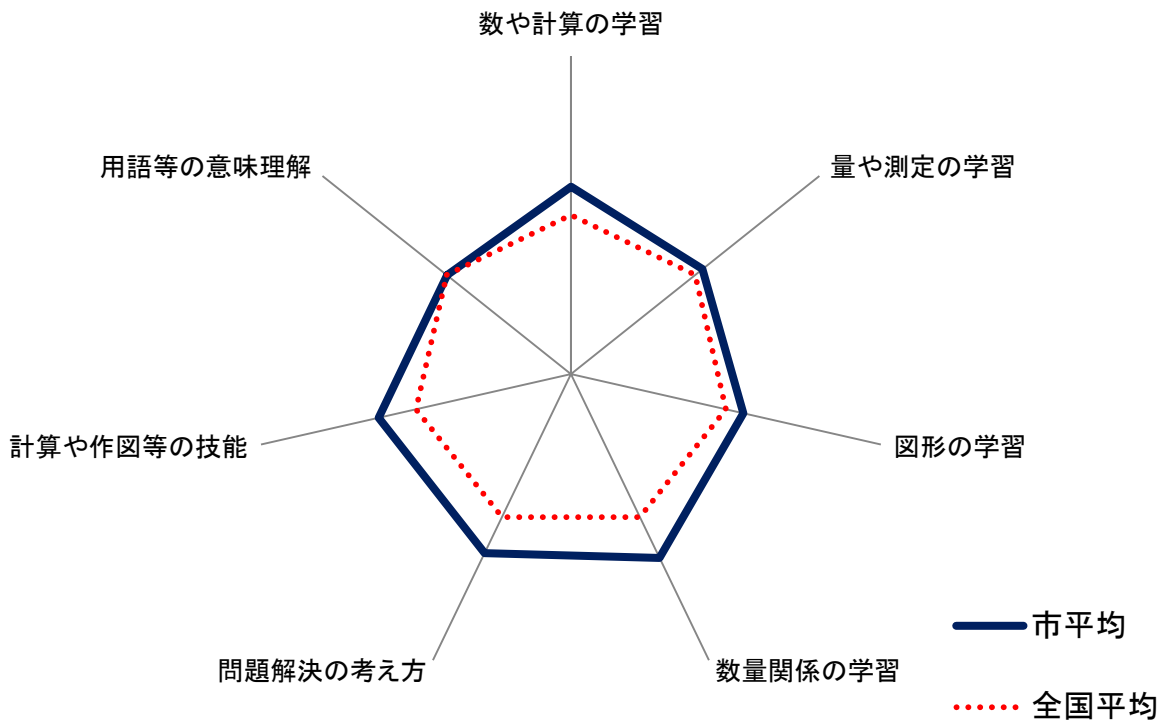 数や計算の学習
用語等の意味理解
量や測定の学習
計算や作図等の技能
図形の学習
問題解決の考え方
数量関係の学習
市平均
全国平均